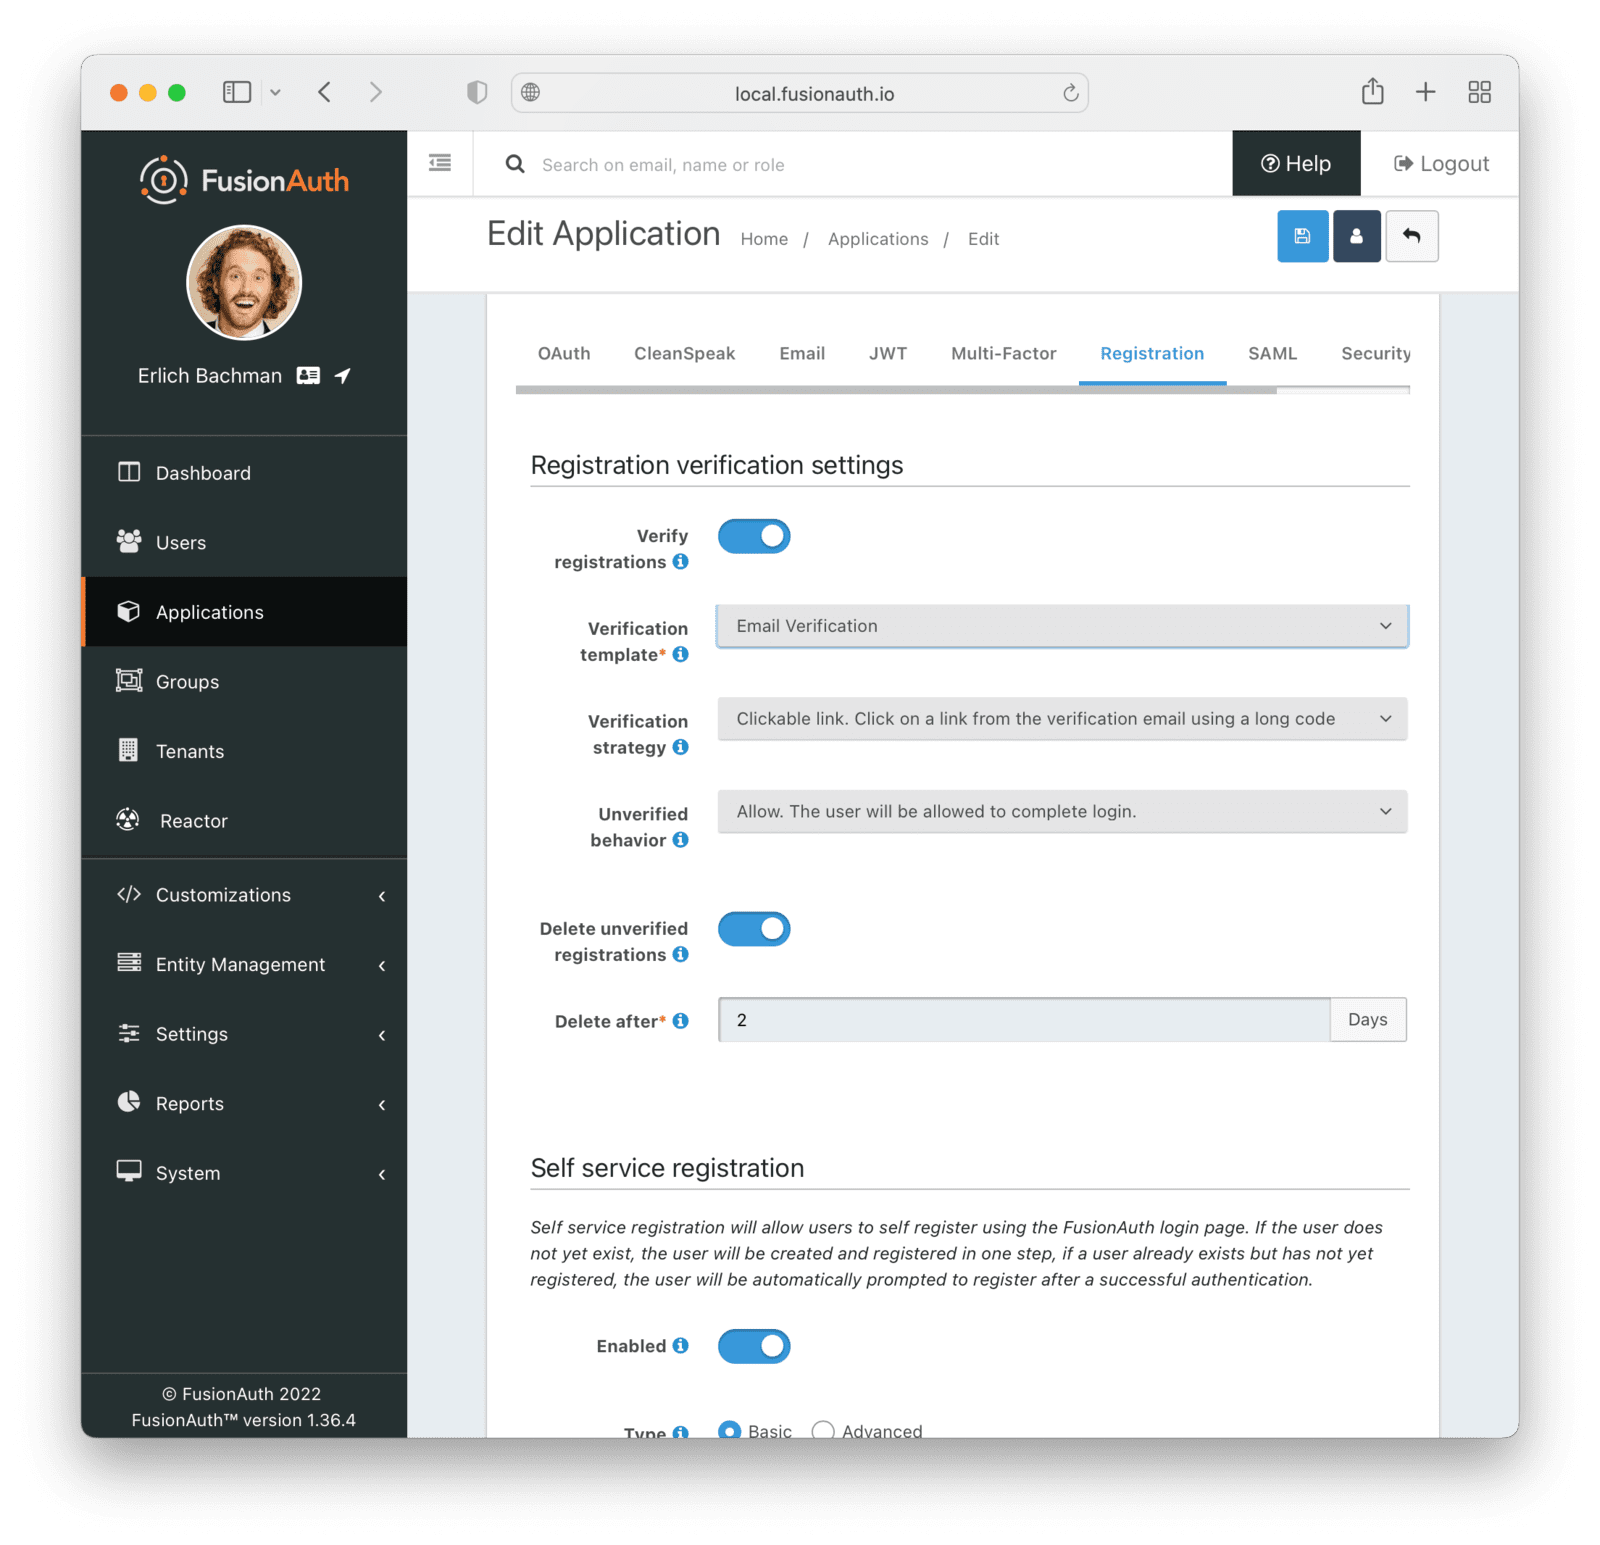 local.fusionauth.io
FusionAuth
Search on email, name or role
Help
Logout
Edit Application
Home / Applications / Edit
Erlich Bachman
OAuth CleanSpeak Email JWT Multi-Factor Registration SAML Security
Dashboard
Users
Applications
Groups
Tenants
Reactor
Customizations
Entity Management
Settings
Reports
System
© FusionAuth 2022
FusionAuth™ version 1.36.4
Registration verification settings
Verify
registrations
Verification
template*
Email Verification
Verification
strategy
Clickable link. Click on a link from the verification email using a long code
Unverified
behavior
Allow. The user will be allowed to complete login.
Delete unverified
registrations
Delete after*
2
Days
Self service registration
Self service registration will allow users to self register using the FusionAuth login page. If the user does
not yet exist, the user will be created and registered in one step, if a user already exists but has not yet
registered, the user will be automatically prompted to register after a successful authentication.
Enabled
Type
Basic
Advanced